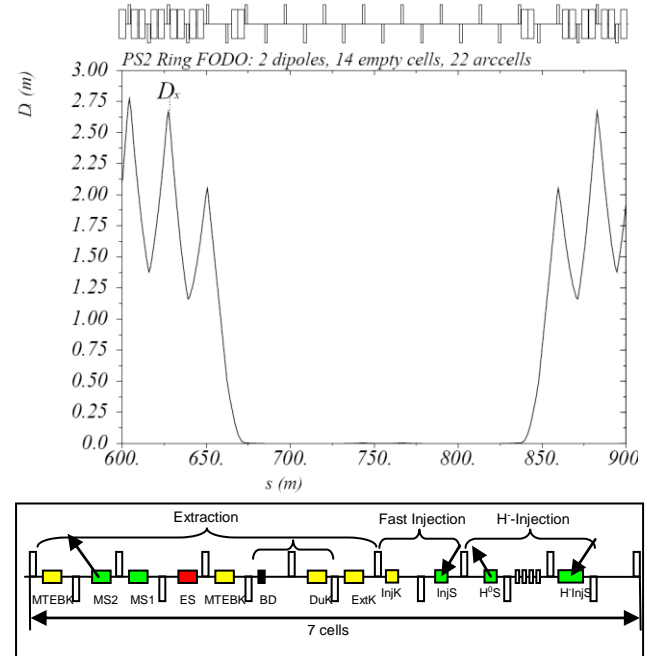 PS2 Ring FODO: 2 dipoles, 14 empty cells, 22 arccells
D (m)
Dx
3.00
2.75
2.50
2.25
2.00
1.75
1.50
1.25
1.00
0.75
0.50
0.25
0.0
600. 650. 700. 750. 800. 850. 900.
s (m)
Extraction Fast Injection H⁻-Injection
MTEBK MS2 MS1 ES MTEBK BD DuK ExtK InjK InjS H⁰S H⁻InjS
7 cells